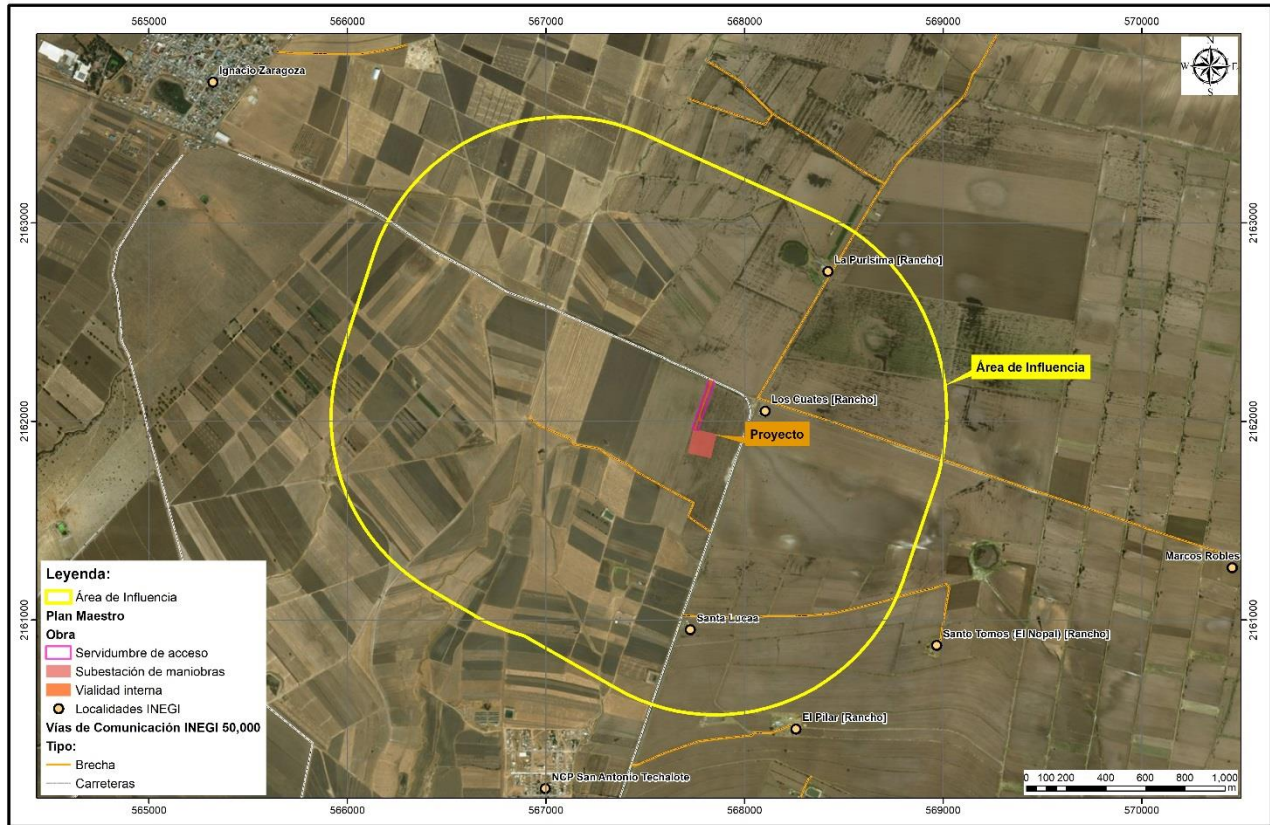 565000 566000 567000 568000 569000 570000
N
W E
S
Ignacio Zaragoza
2163000 2163000
La Purisima [Rancho]
Área de Influencia
Los Cuates [Rancho]
2162000 2162000
Proyecto
Marcos Robles
Leyenda:
Área de Influencia
Plan Maestro
Obra
Servidumbre de acceso
Subestación de maniobras
Vialidad interna
Localidades INEGI
Vías de Comunicación INEGI 50,000
Tipo:
Brecha
Carreteras
2161000 2161000
Santa Lucaa
Santo Tomos (El Nopal) [Rancho]
El Pilar [Rancho]
NCP San Antonio Techalote
0 100 200 400 600 800 1,000
m
565000 566000 567000 568000 569000 570000